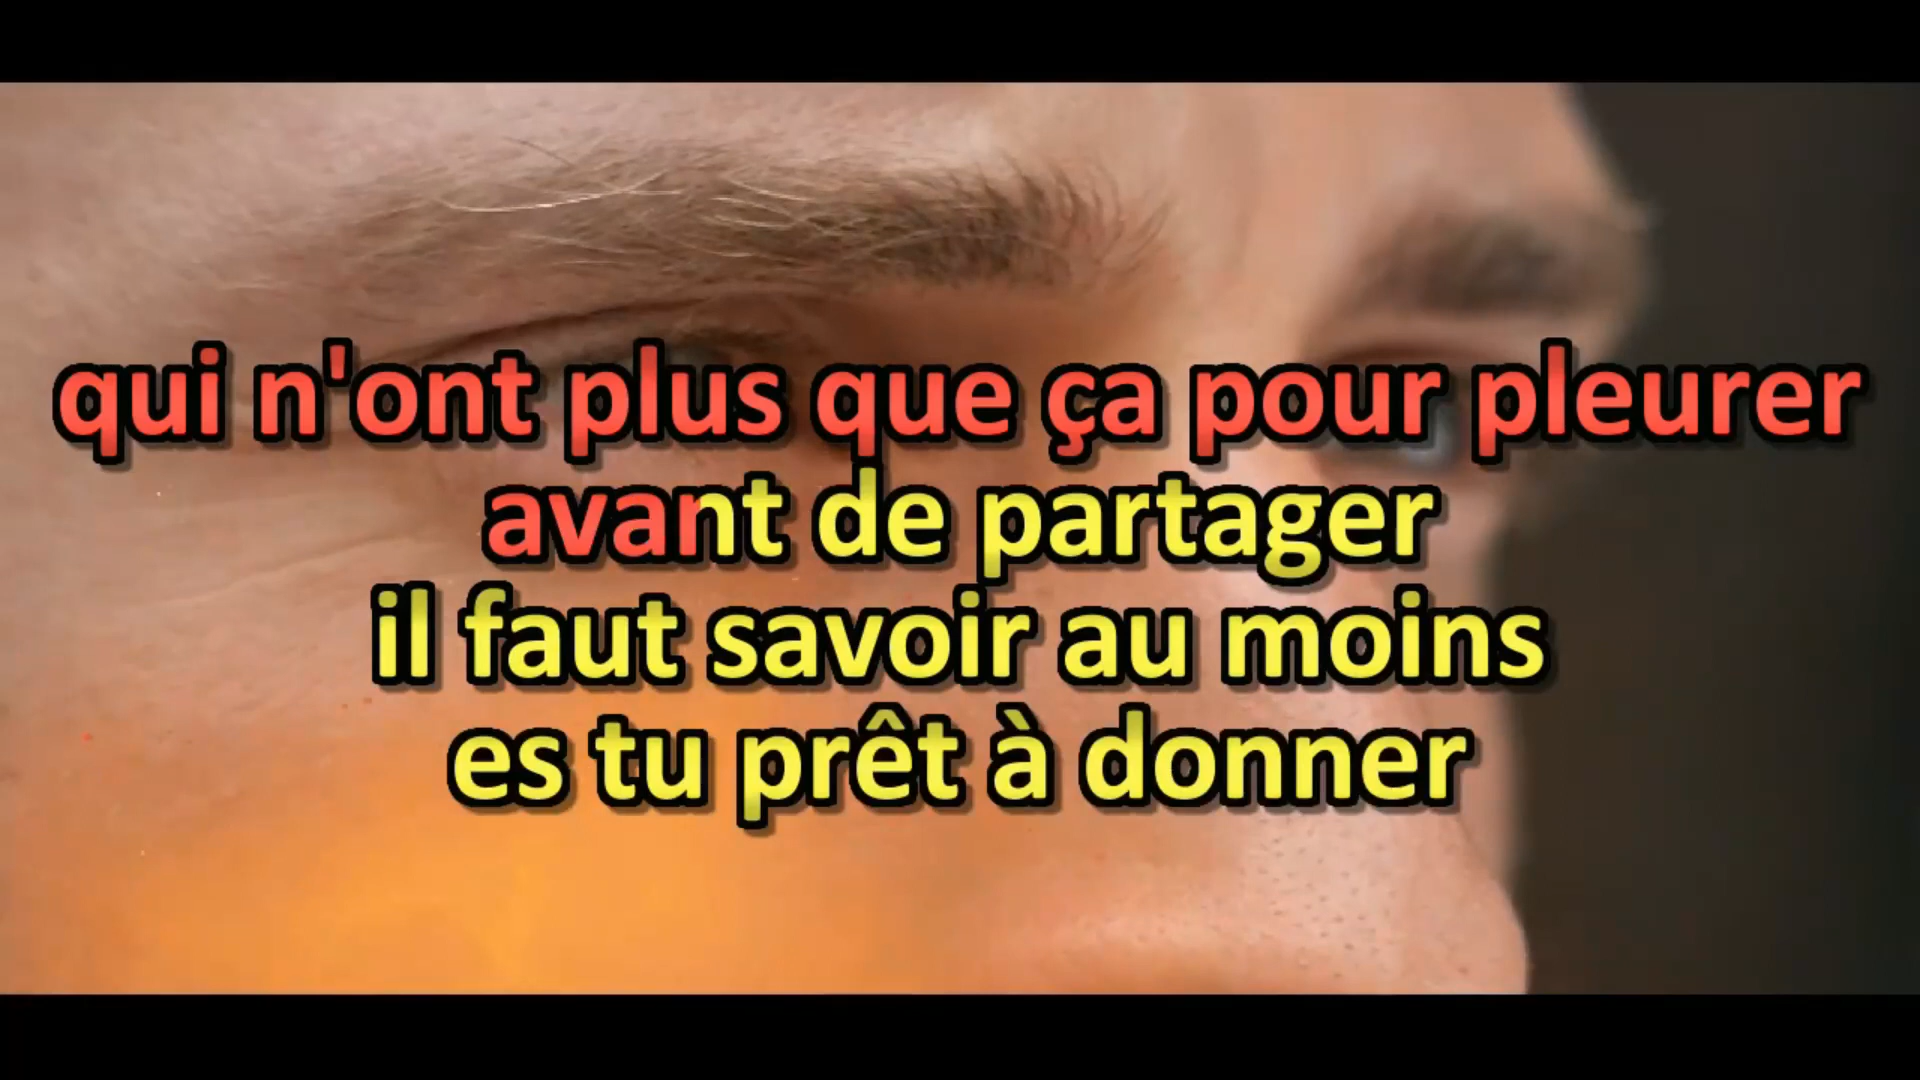 qui n'ont plus que ça pour pleurer
avant de partager
il faut savoir au moins
es tu prêt à donner